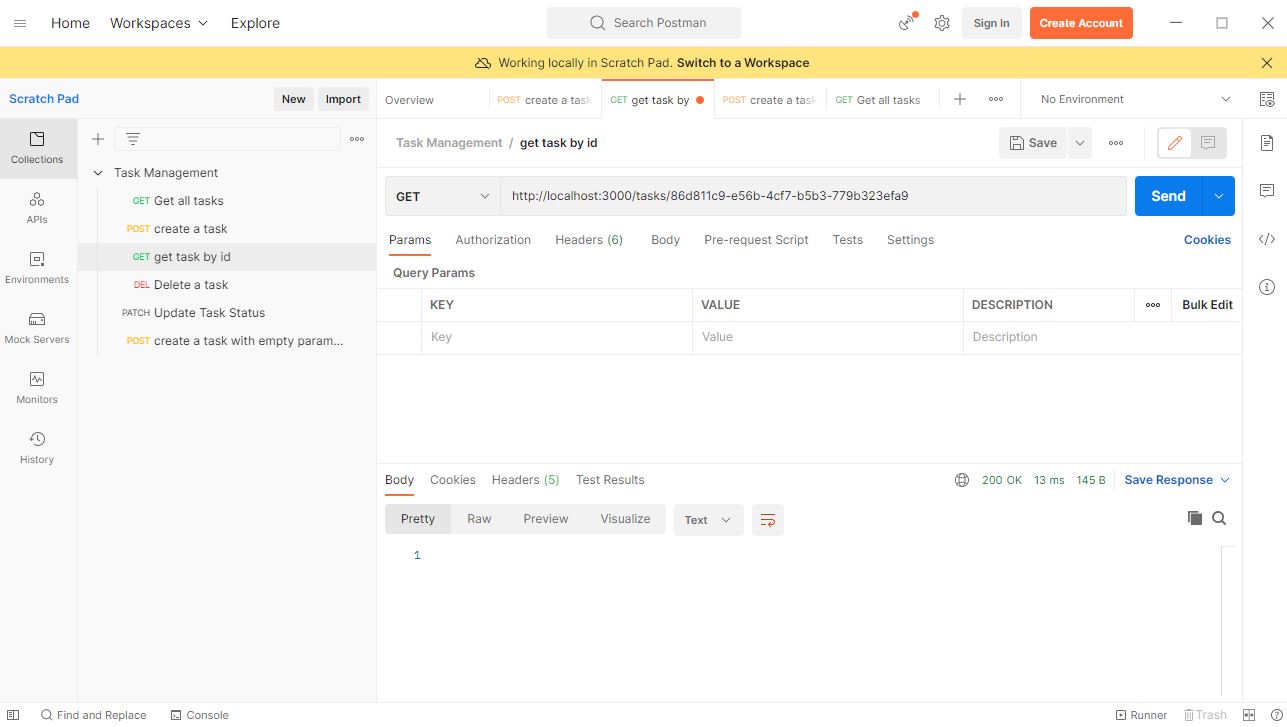 Home Workspaces Explore Search Postman Sign In Create Account
Working locally in Scratch Pad. Switch to a Workspace
Scratch Pad New Import Overview POST create a task GET get task by POST create a task GET Get all tasks No Environment
Collections
APIs
Environments
Mock Servers
Monitors
History
Task Management
GET Get all tasks
POST create a task
GET get task by id
DEL Delete a task
PATCH Update Task Status
POST create a task with empty param...
Task Management / get task by id Save
GET http://localhost:3000/tasks/86d811c9-e56b-4cf7-b5b3-779b323efa9 Send
Params Authorization Headers (6) Body Pre-request Script Tests Settings Cookies
Query Params
KEY VALUE DESCRIPTION Bulk Edit
Key Value Description
Body Cookies Headers (5) Test Results 200 OK 13 ms 145 B Save Response
Pretty Raw Preview Visualize Text
1
Find and Replace Console Runner Trash